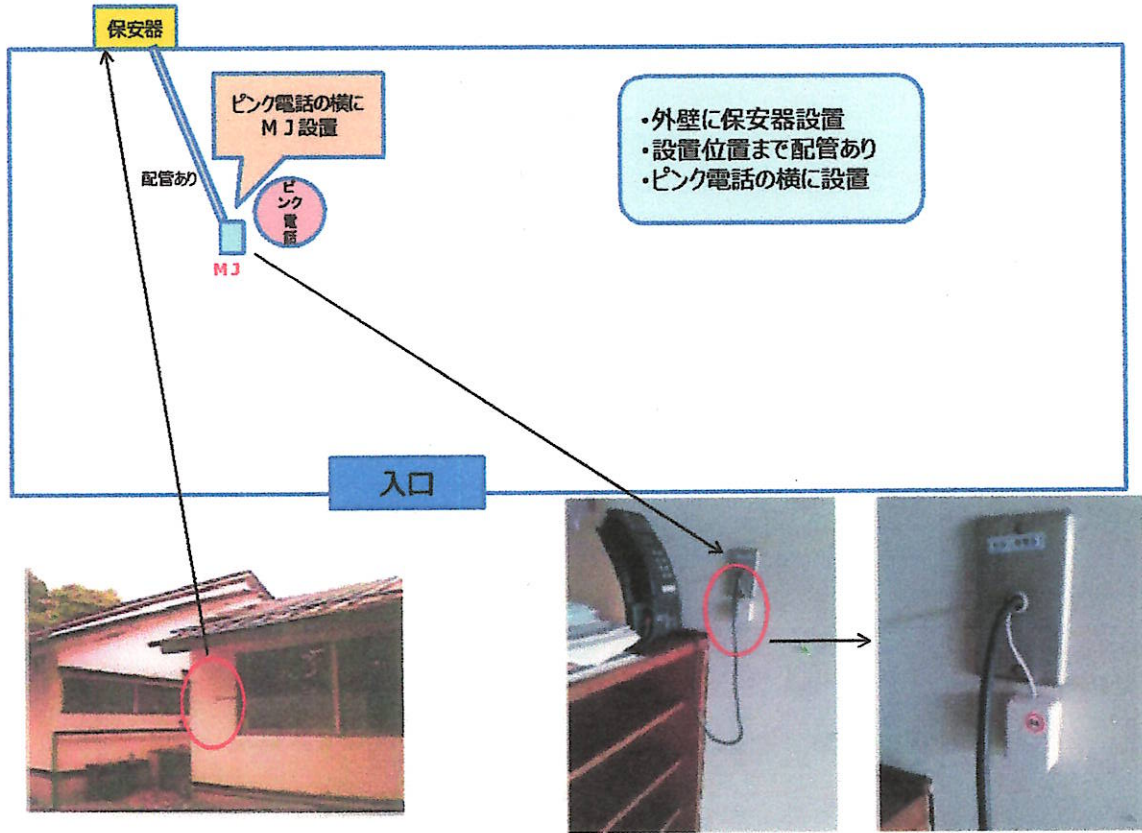 保安器
ピンク電話の横に
ＭＪ設置
・外壁に保安器設置
・設置位置まで配管あり
・ピンク電話の横に設置
配管あり
ピンク電話
ＭＪ
入口